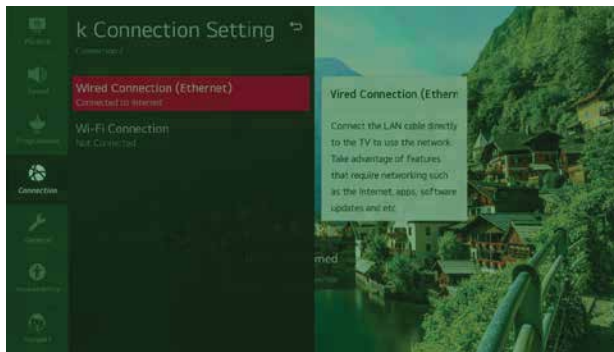 k Connection Setting
Connected
Wired Connection (Ethernet)
Connected to Internet
Wi-Fi Connection
Not Connected
Connection
General
Vired Connection (Ethern
Connect the LAN cable directly
to the TV to use the network.
Take advantage of features
that require networking such
as the Internet, apps, software
updates and etc
med